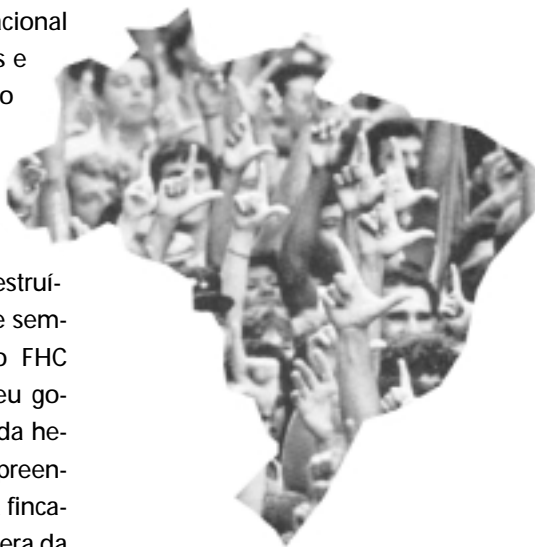 acional
s e
o
estruí-
e sem-
o FHC
eu go-
da he-
preen-
finca-
era da